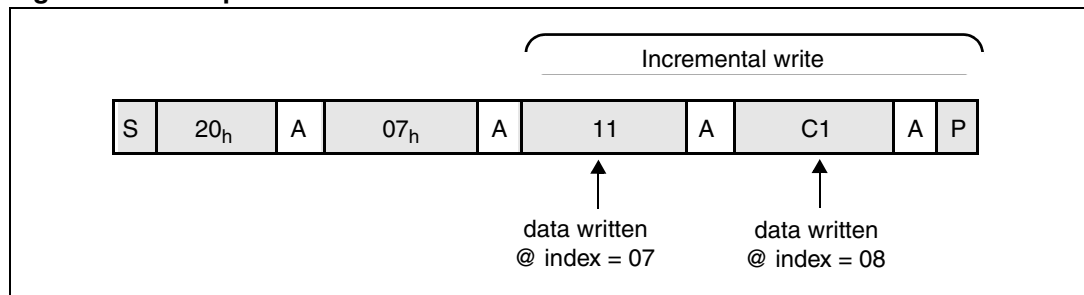 Incremental write
S 20h A 07h A 11 A C1 A P
data written data written
@ index = 07 @ index = 08